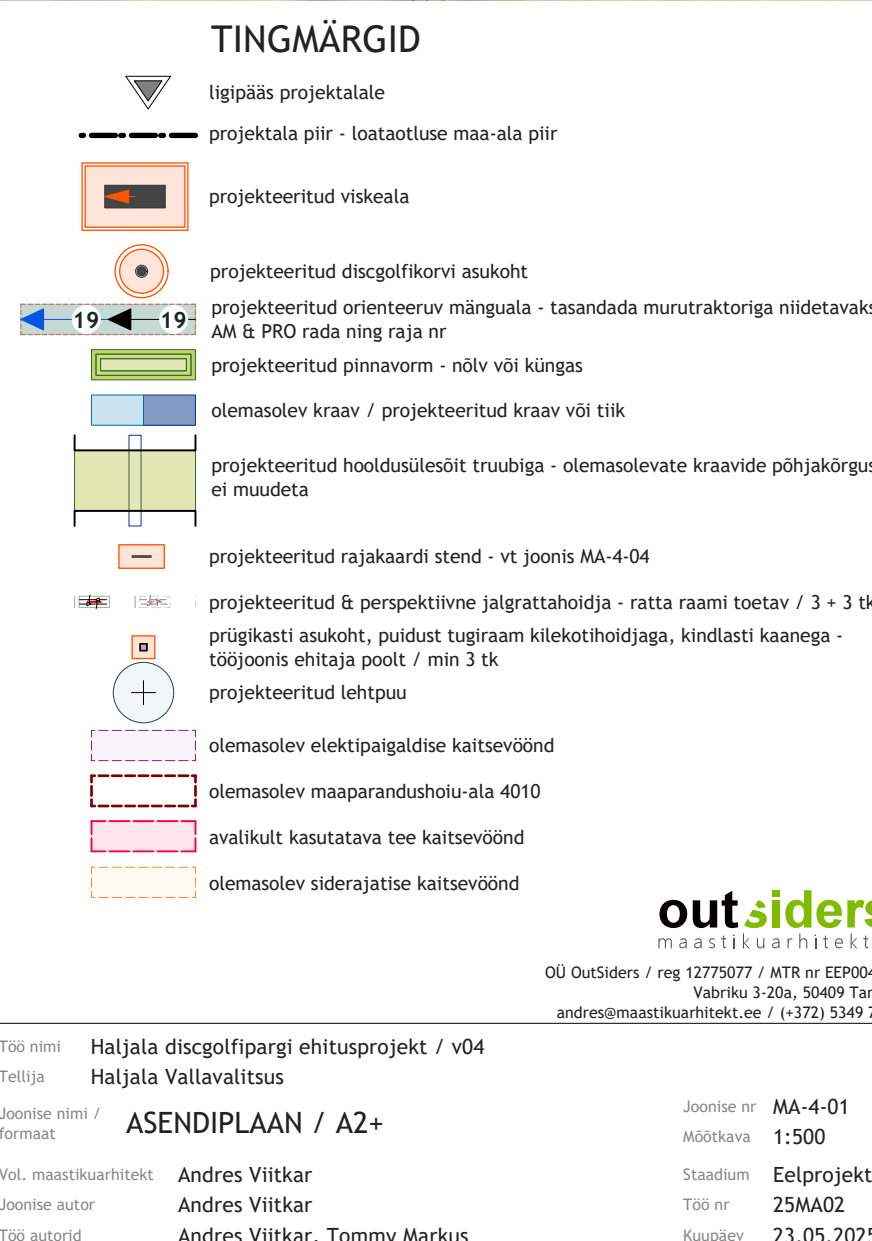 TINGMÄRGID
ligipääs projektalale
projektala piir - loataotluse maa-ala piir
projekteeritud viskeala
projekteeritud discgolfikorvi asukoht
19 19
projekteeritud orienteeruv mänguala - tasandada murutraktoriga niidetavaks
AM & PRO rada ning raja nr
projekteeritud pinnavorm - nõlv või küngas
olemasolev kraav / projekteeritud kraav või tiik
projekteeritud hooldusülesõit truubiga - olemasolevate kraavide põhjakõrgus
ei muudeta
projekteeritud rajakaardi stend - vt joonis MA-4-04
projekteeritud & perspektiivne jalgrattahoidja - ratta raami toetav / 3 + 3 tk
prügikasti asukoht, puidust tugiraam kilekotihoidjaga, kindlasti kaanega -
tööjoonis ehitaja poolt / min 3 tk
projekteeritud lehtpuu
olemasolev elektipaigaldise kaitsevöönd
olemasolev maaparandushoiu-ala 4010
avalikult kasutatava tee kaitsevöönd
olemasolev siderajatise kaitsevöönd
outsiders
maastikuarhitekt
OÜ OutSiders / reg 12775077 / MTR nr EEP004
Vabriku 3-20a, 50409 Tar
andres@maastikuarhitekt.ee / (+372) 5349 7
Töö nimi Haljala discgolfipargi ehitusprojekt / v04
Tellija Haljala Vallavalitsus
Joonise nimi /
formaat ASENDIPLAAN / A2+
Joonise nr MA-4-01
Mõõtkava 1:500
Vol. maastikuarhitekt Andres Viitkar
Staadium Eelprojekt
Joonise autor Andres Viitkar
Töö nr 25MA02
Töö autorid Andres Viitkar, Tommy Markus
Kuupäev 23.05.2025